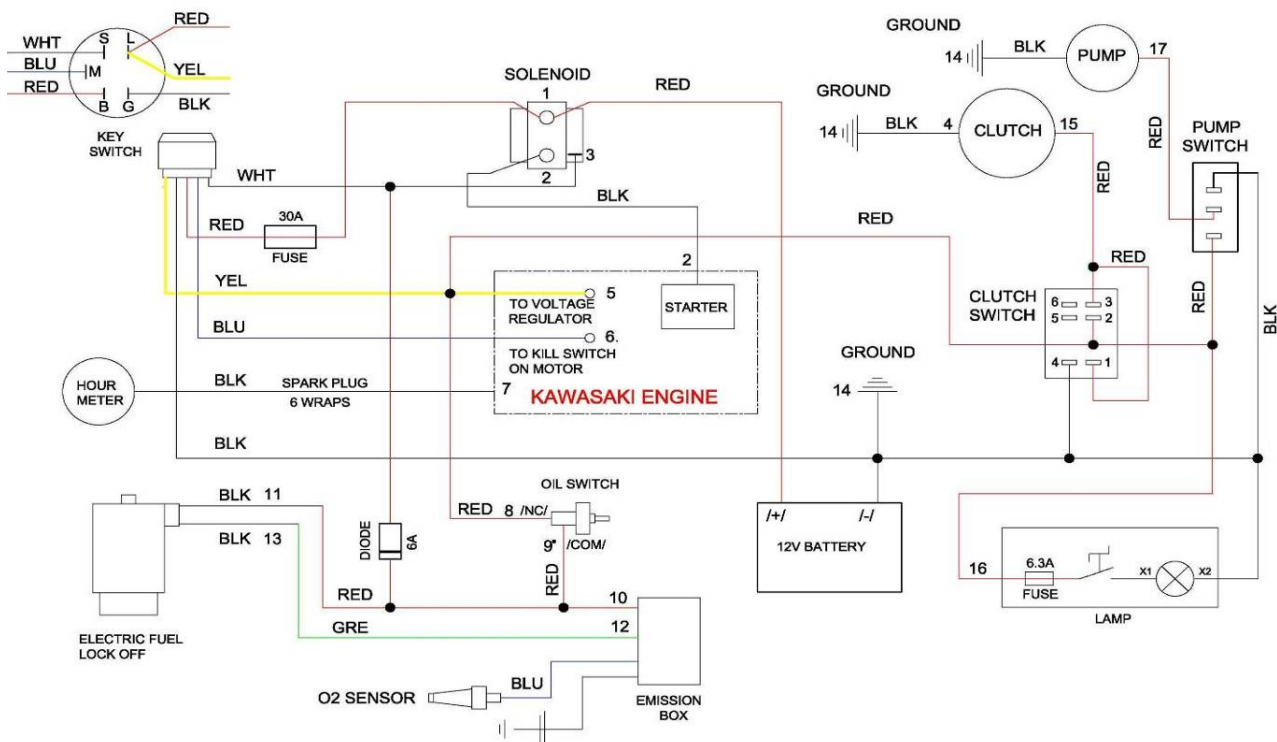 RED
WHT
S L
BLU
M
YEL
RED
B G
BLK
KEY
SWITCH
SOLENOID
1
RED
3
2
WHT
BLK
30A
RED
FUSE
GROUND
14
BLK
PUMP
17
GROUND
14
BLK
4
CLUTCH
15
RED
RED
PUMP
SWITCH
RED
RED
RED
BLK
CLUTCH
SWITCH
6 3
5 2
4 1
YEL
2
5
TO VOLTAGE
REGULATOR
STARTER
BLU
6.
TO KILL SWITCH
ON MOTOR
GROUND
14
HOUR
METER
BLK
SPARK PLUG
6 WRAPS
7
KAWASAKI ENGINE
BLK
BLK 11
BLK 13
ELECTRIC FUEL
LOCK OFF
DIODE
6A
OIL SWITCH
RED 8 /NC/
9* /COM/
RED
RED
10
GRE
12
/+/ /-/
12V BATTERY
16
6.3A
FUSE
X1
X2
LAMP
O2 SENSOR
BLU
EMISSION
BOX